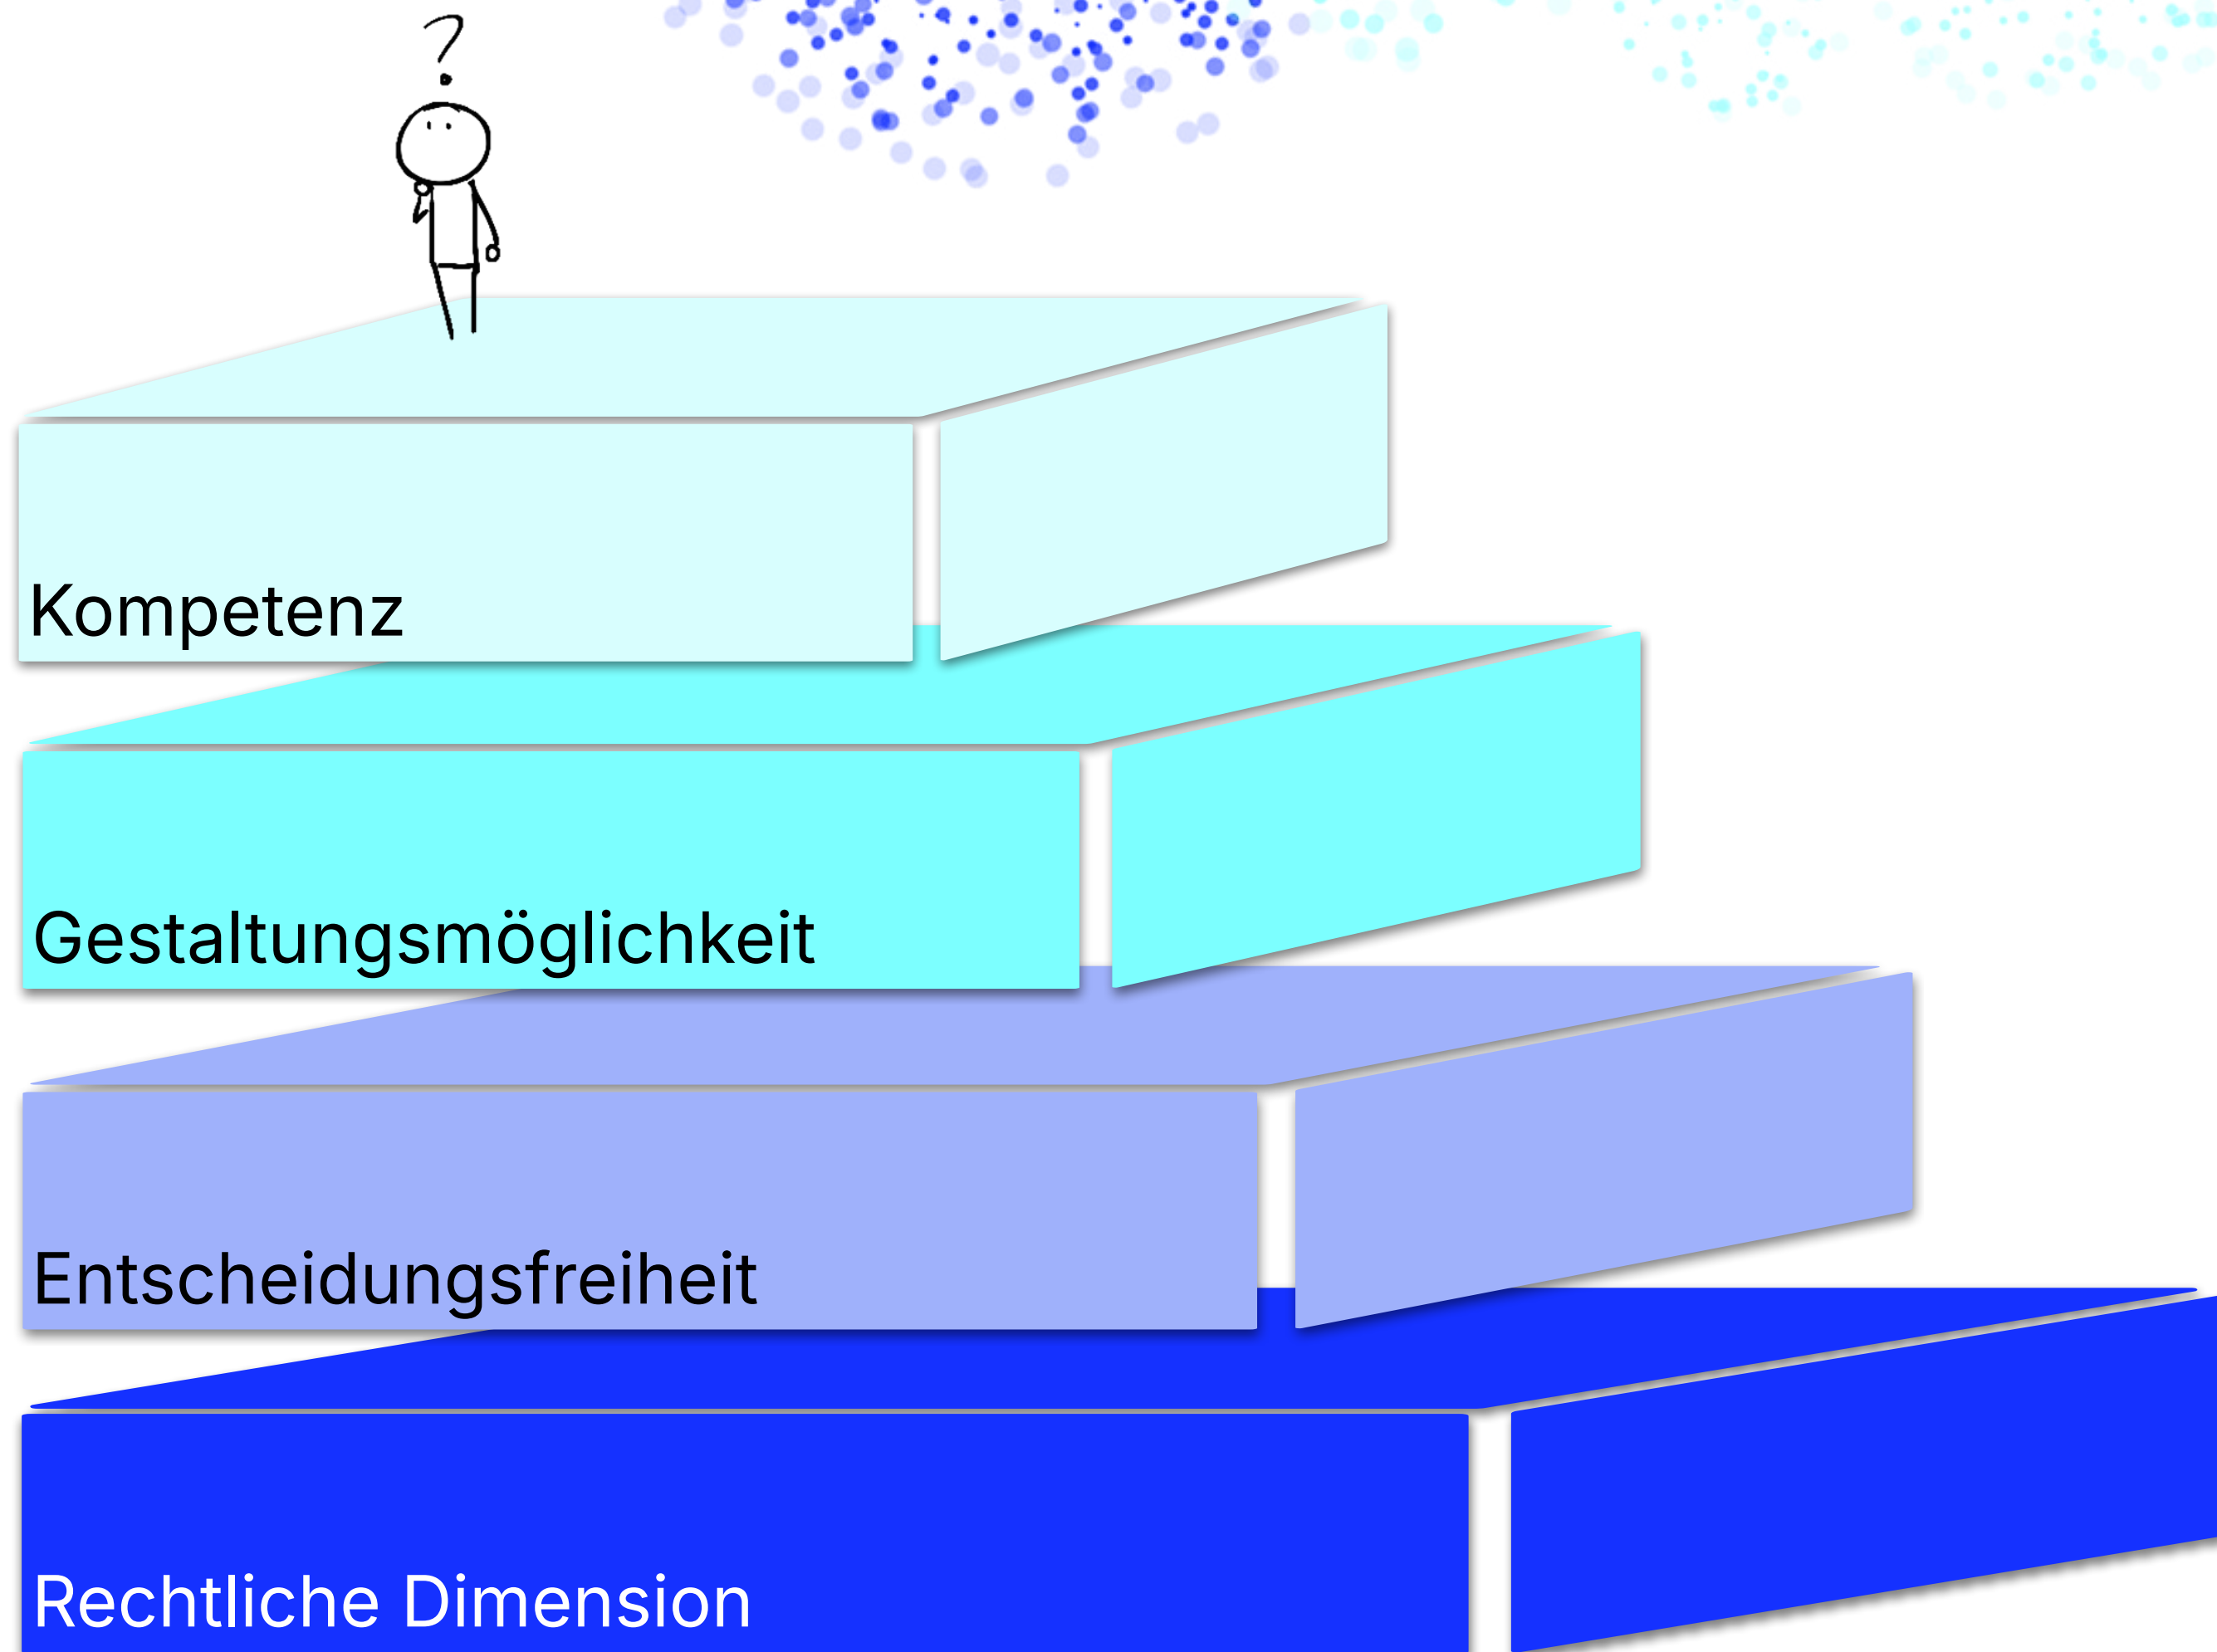 ?
Kompetenz
Gestaltungsmöglichkeit
Entscheidungsfreiheit
Rechtliche Dimension